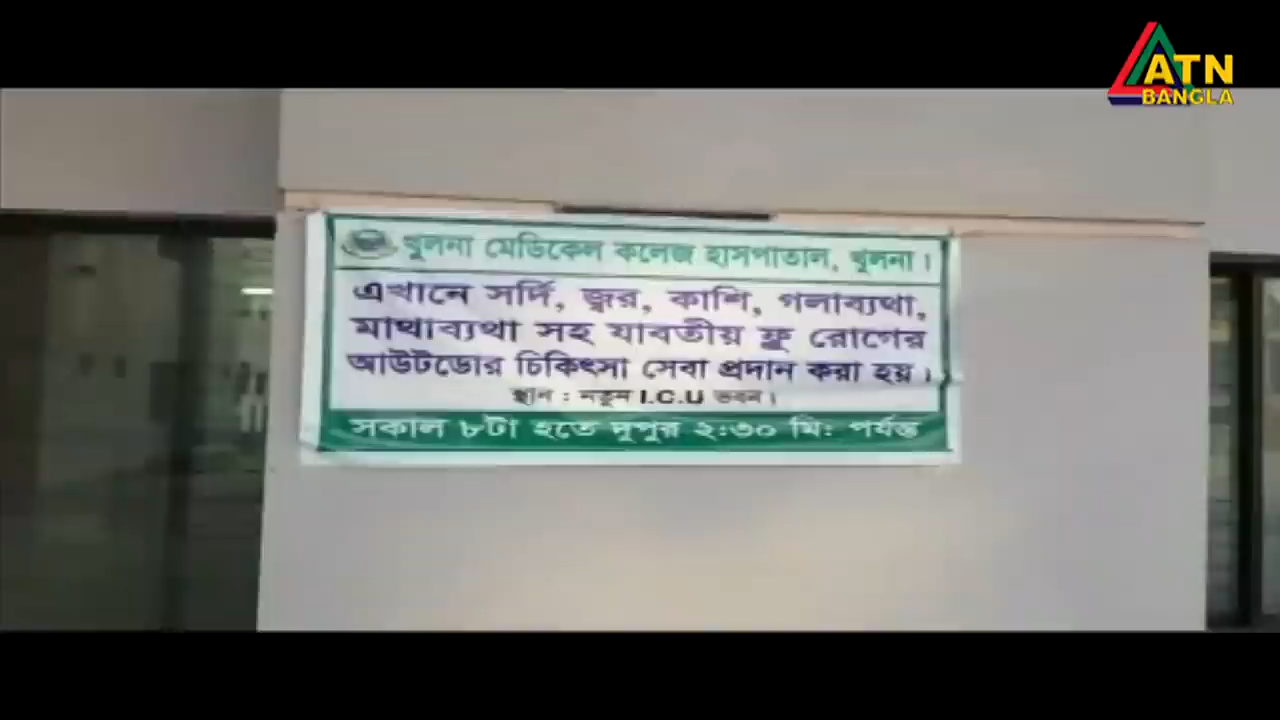 ATN
BANGLA
খুলনা মেডিকেল কলেজ হাসপাতাল, খুলনা।
এখানে সর্দি, জ্বর, কাশি, গলাব্যথা,
মাথাব্যথা সহ যাবতীয় ফ্লু রোগের
আউটডোর চিকিৎসা সেবা প্রদান করা হয়।
স্থান : নতুন I.C.U ভবন।
সকাল ৮টা হতে দুপুর ২:৩০ মি: পর্যন্ত